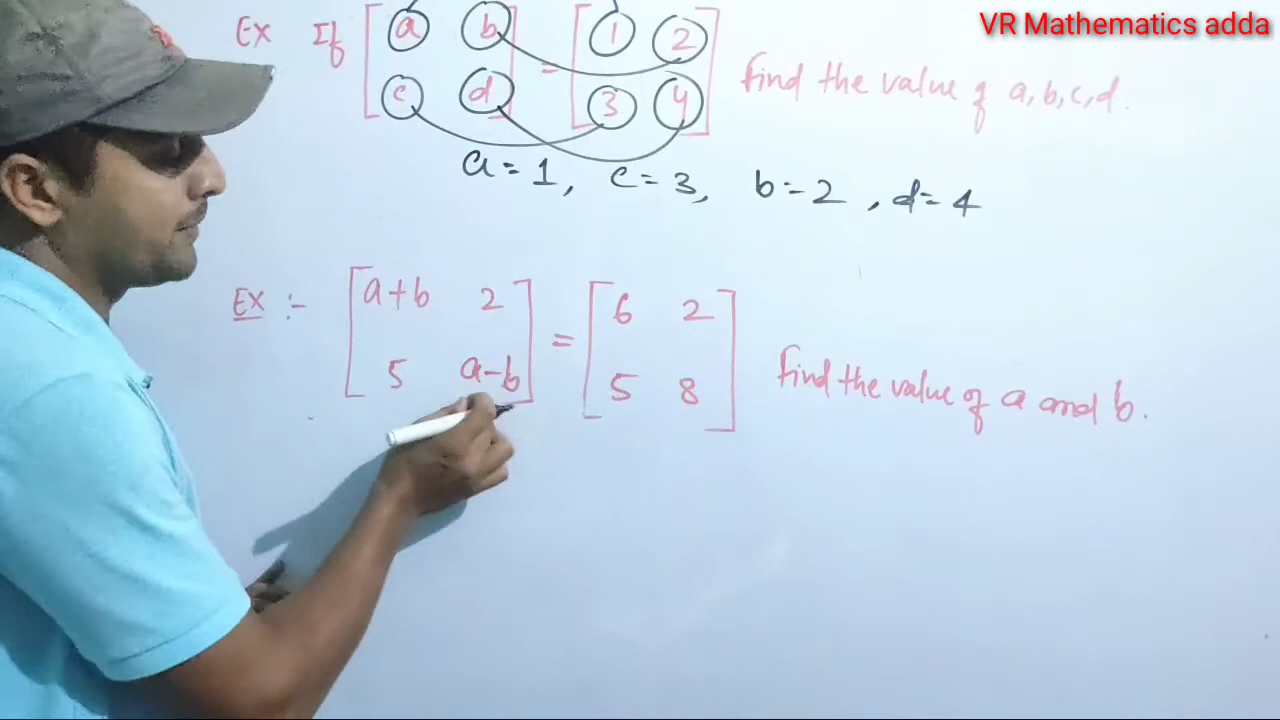 VR Mathematics adda
Ex If [a b] = [1 2] find the value of a, b, c, d.
[c d] [3 4]
a = 1, c = 3, b = 2, d = 4
Ex :- [a+b 2] = [6 2] find the value of a and b.
[5 a-b] [5 8]